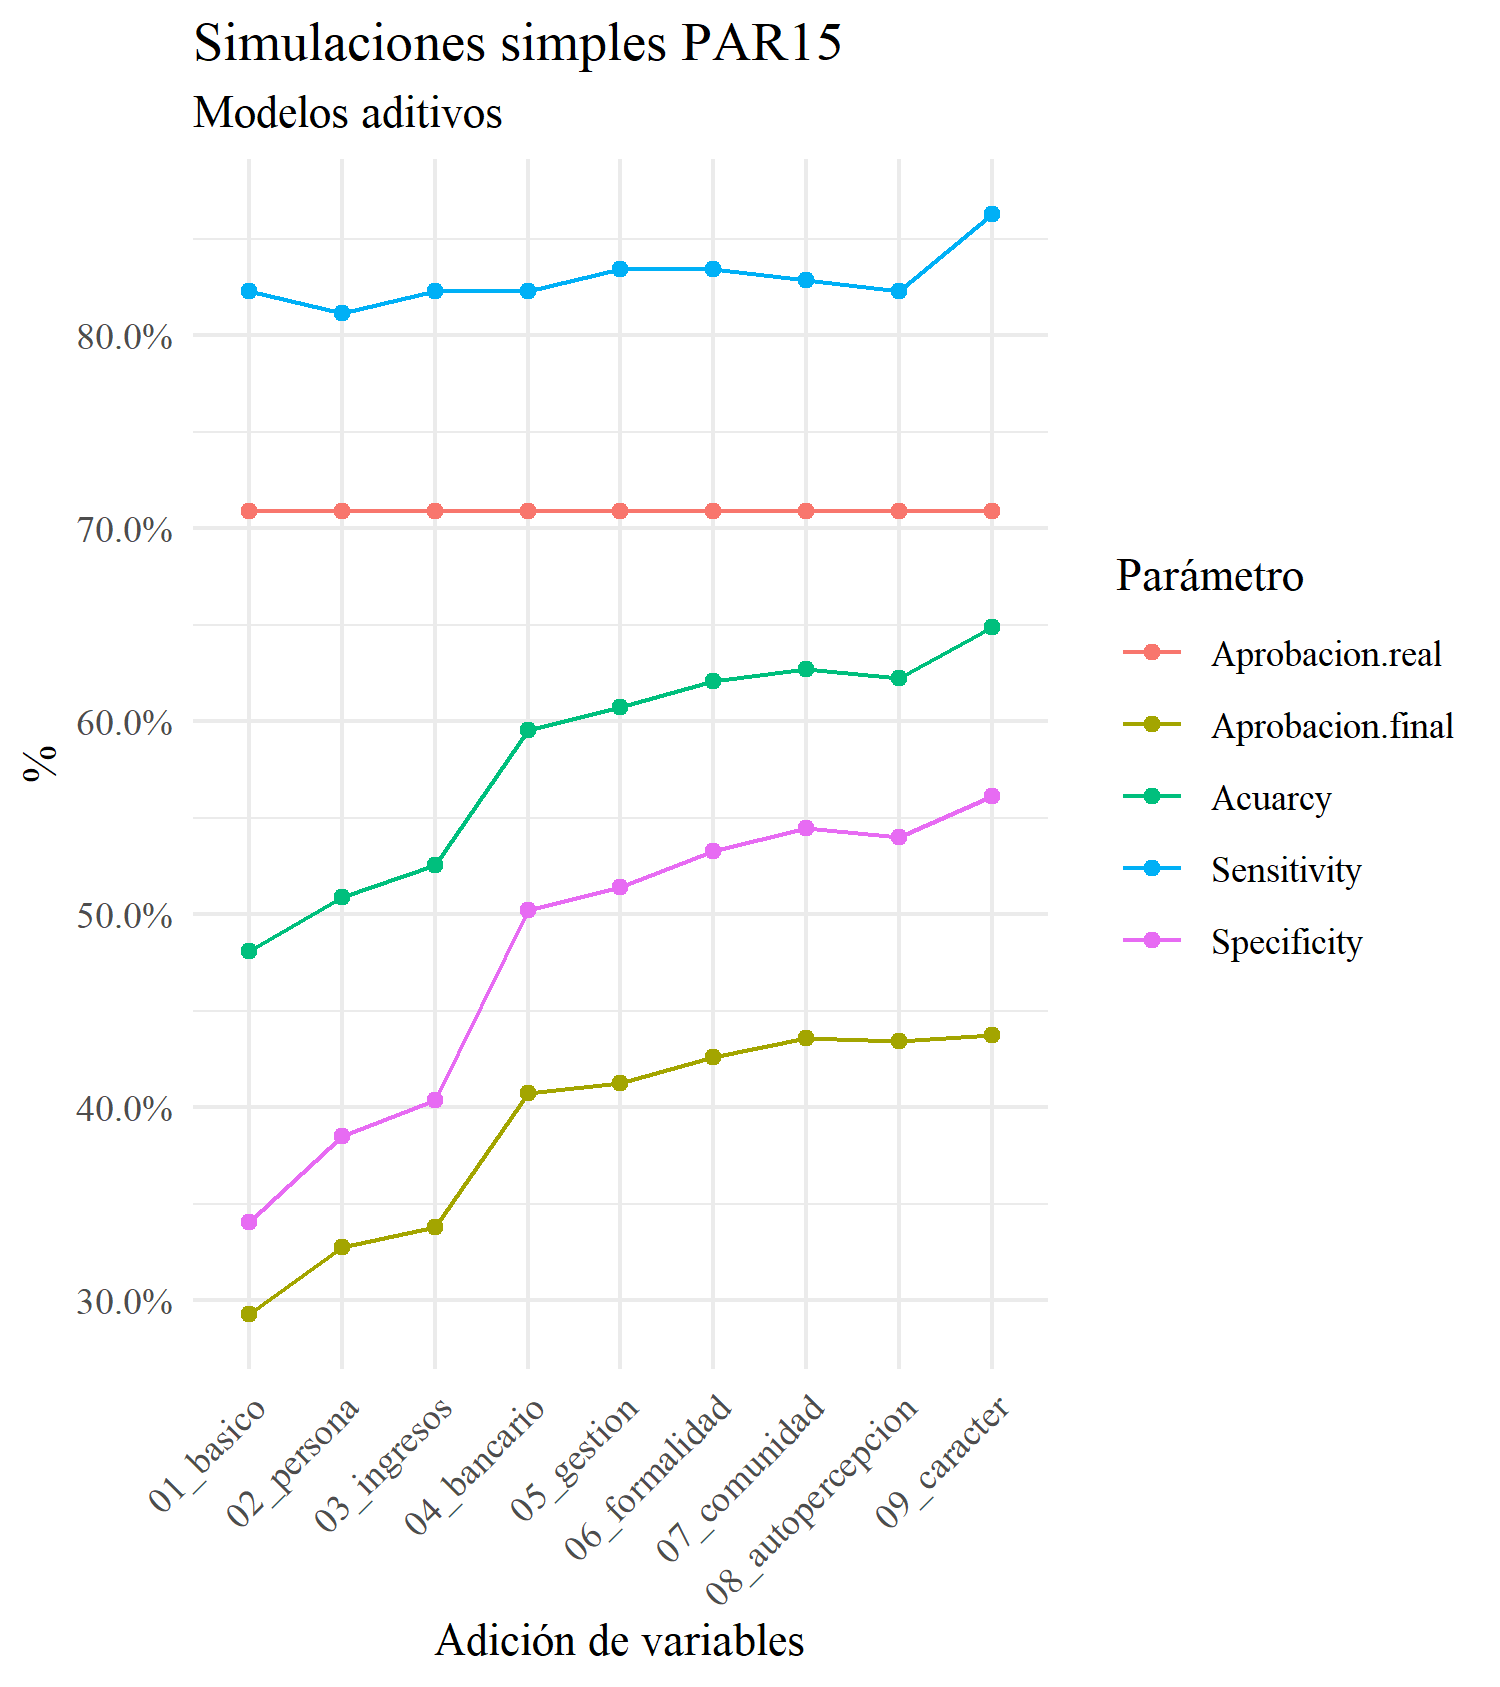 Simulaciones simples PAR15
Modelos aditivos
%
80.0%
70.0%
60.0%
50.0%
40.0%
30.0%
01_basico
02_persona
03_ingresos
04_bancario
05_gestion
06_formalidad
07_comunidad
08_autopercepcion
09_caracter
Adición de variables
Parámetro
Aprobacion.real
Aprobacion.final
Acuarcy
Sensitivity
Specificity